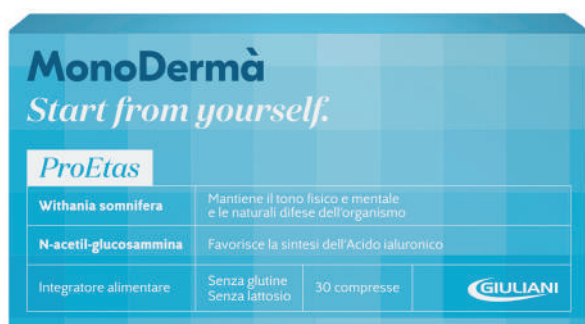 MonoDermà
Start from yourself.
ProEtas
Withania somnifera
Mantiene il tono fisico e mentale
e le naturali difese dell'organismo
N-acetil-glucosammina
Favorisce la sintesi dell'Acido ialuronico
Integratore alimentare
Senza glutine
Senza lattosio
30 compresse
GIULIANI